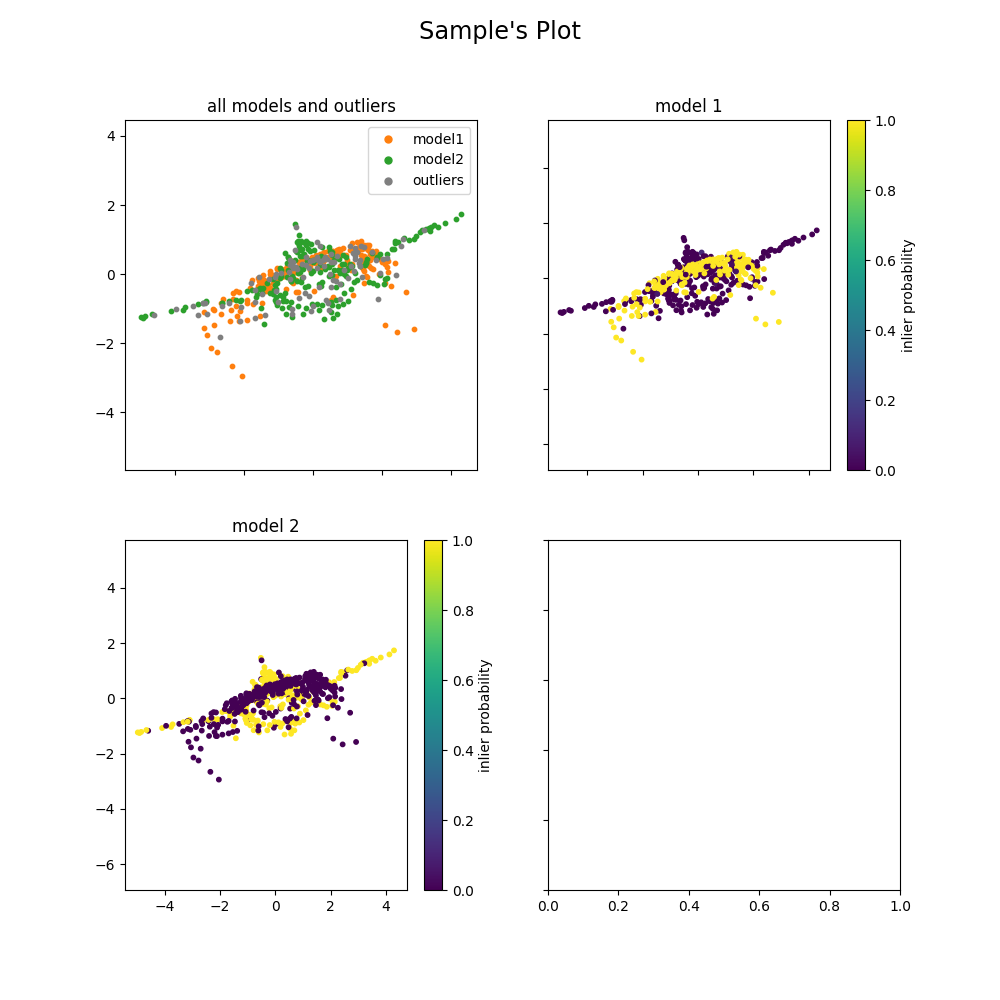 Sample's Plot
all models and outliers
4
2
0
−2
−4
model1
model2
outliers
model 1
1.0
0.8
0.6
0.4
0.2
0.0
inlier probability
model 2
4
2
0
−2
−4
−6
−4 −2 0 2 4
1.0
0.8
0.6
0.4
0.2
0.0
inlier probability
0.0 0.2 0.4 0.6 0.8 1.0